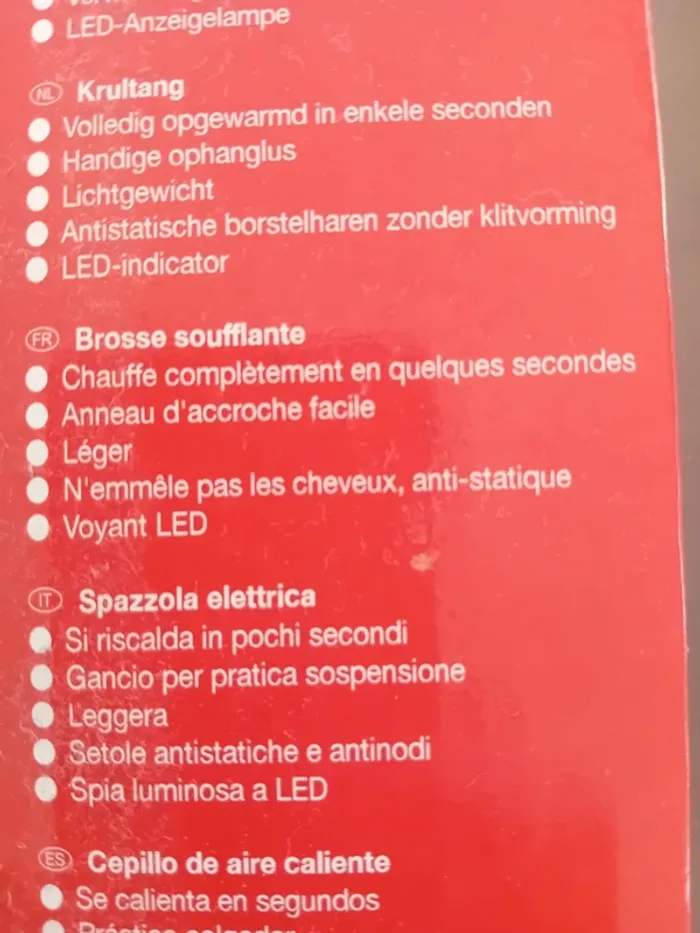 LED-Anzeigelampe
NL Krultang
Volledig opgewarmd in enkele seconden
Handige ophanglus
Lichtgewicht
Antistatische borstelharen zonder klitvorming
LED-indicator
FR Brosse soufflante
Chauffe complètement en quelques secondes
Anneau d'accroche facile
Léger
N'emmêle pas les cheveux, anti-statique
Voyant LED
IT Spazzola elettrica
Si riscalda in pochi secondi
Gancio per pratica sospensione
Leggera
Setole antistatiche e antinodi
Spia luminosa a LED
ES Cepillo de aire caliente
Se calienta en segundos